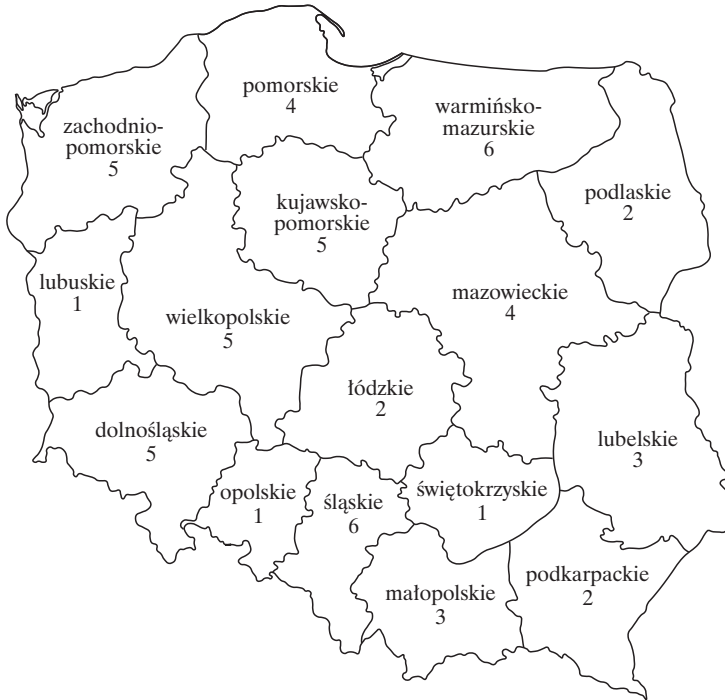 pomorskie
4
warmińsko-
mazurskie
6
zachodnio-
pomorskie
5
podlaskie
2
kujawsko-
pomorskie
5
lubuskie
1
mazowieckie
4
wielkopolskie
5
łódzkie
2
dolnośląskie
5
lubelskie
3
opolskie
1
śląskie
6
świętokrzyskie
1
podkarpackie
2
małopolskie
3